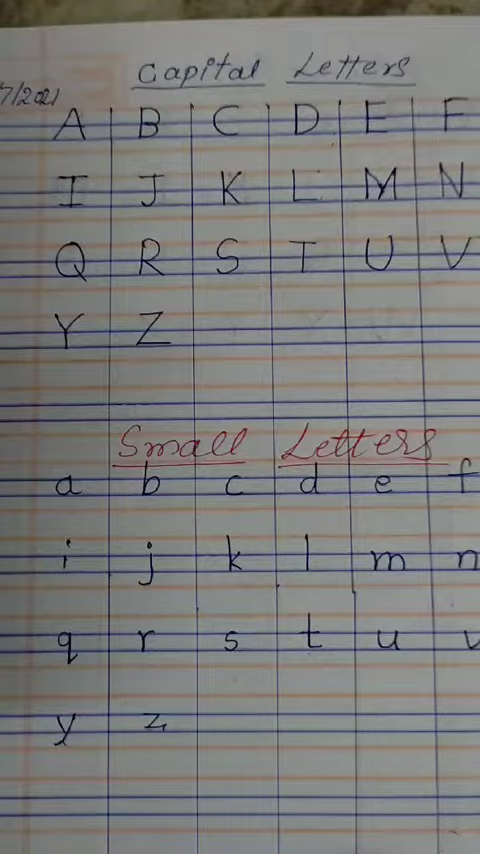 Capital Letters
7/2021
A B C D E F
I J K L M N
Q R S T U V
Y Z
Small Letters
a b c d e f
i j k l m n
q r s t u v
y z